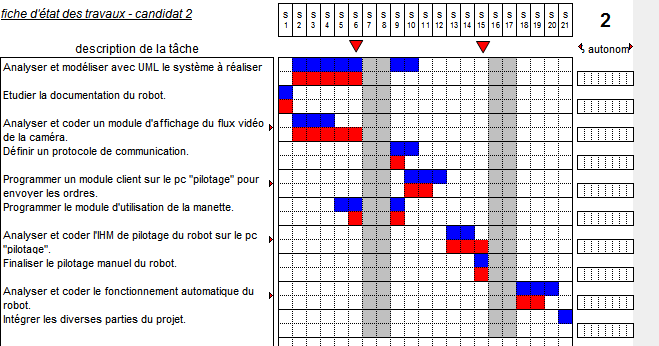 fiche d'état des travaux - candidat 2
S S S S S S S S S S S S S S S S S S S S S
1 2 3 4 5 6 7 8 9 10 11 12 13 14 15 16 17 18 19 20 21
2
description de la tâche
autonom
Analyser et modéliser avec UML le système à réaliser
Etudier la documentation du robot.
Analyser et coder un module d'affichage du flux vidéo
de la caméra.
Définir un protocole de communication.
Programmer un module client sur le pc "pilotage" pour
envoyer les ordres.
Programmer le module d'utilisation de la manette.
Analyser et coder l'IHM de pilotage du robot sur le pc
"pilotage".
Finaliser le pilotage manuel du robot.
Analyser et coder le fonctionnement automatique du
robot.
Intégrer les diverses parties du projet.